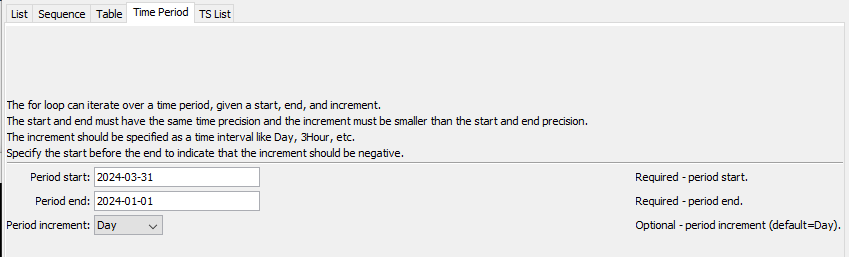 List Sequence Table Time Period TS List
The for loop can iterate over a time period, given a start, end, and increment.
The start and end must have the same time precision and the increment must be smaller than the start and end precision.
The increment should be specified as a time interval like Day, 3Hour, etc.
Specify the start before the end to indicate that the increment should be negative.
Period start: 2024-03-31 Required - period start.
Period end: 2024-01-01 Required - period end.
Period increment: Day Optional - period increment (default=Day).